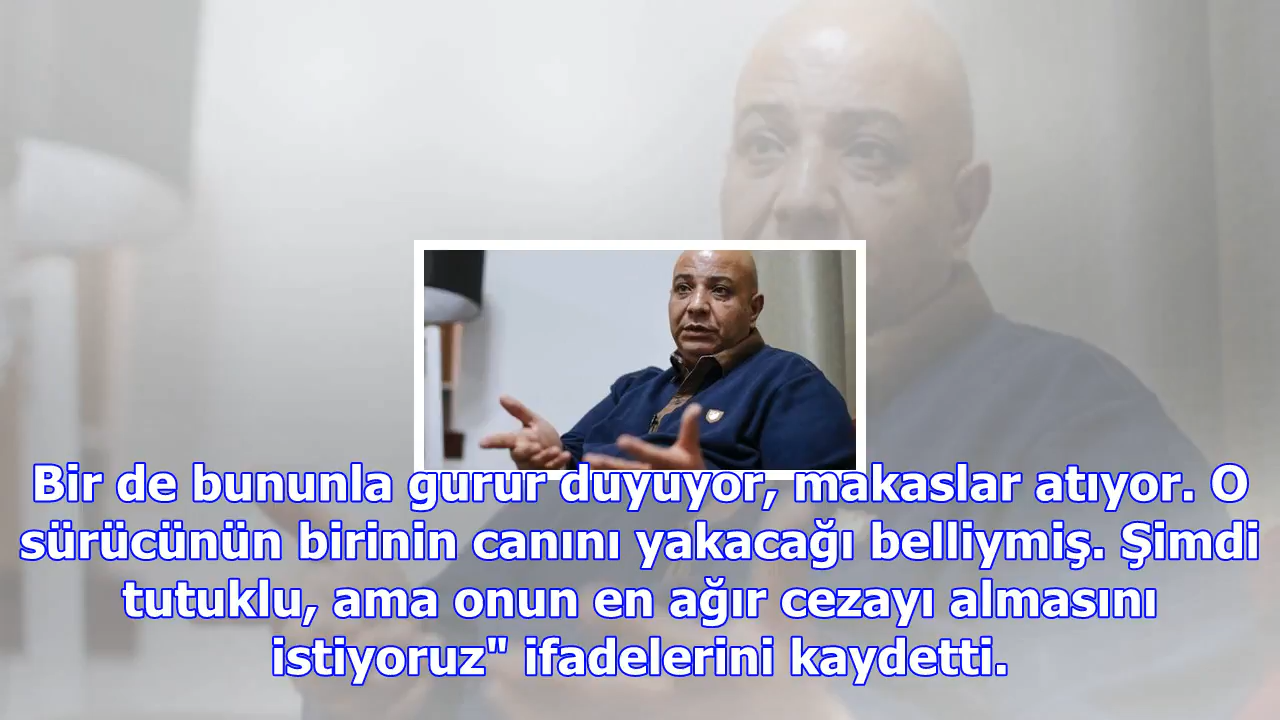 Bir de bununla gurur duyuyor, makaslar atıyor. O
sürücünün birinin canını yakacağı belliymiş. Şimdi
tutuklu, ama onun en ağır cezayı almasını
istiyoruz" ifadelerini kaydetti.